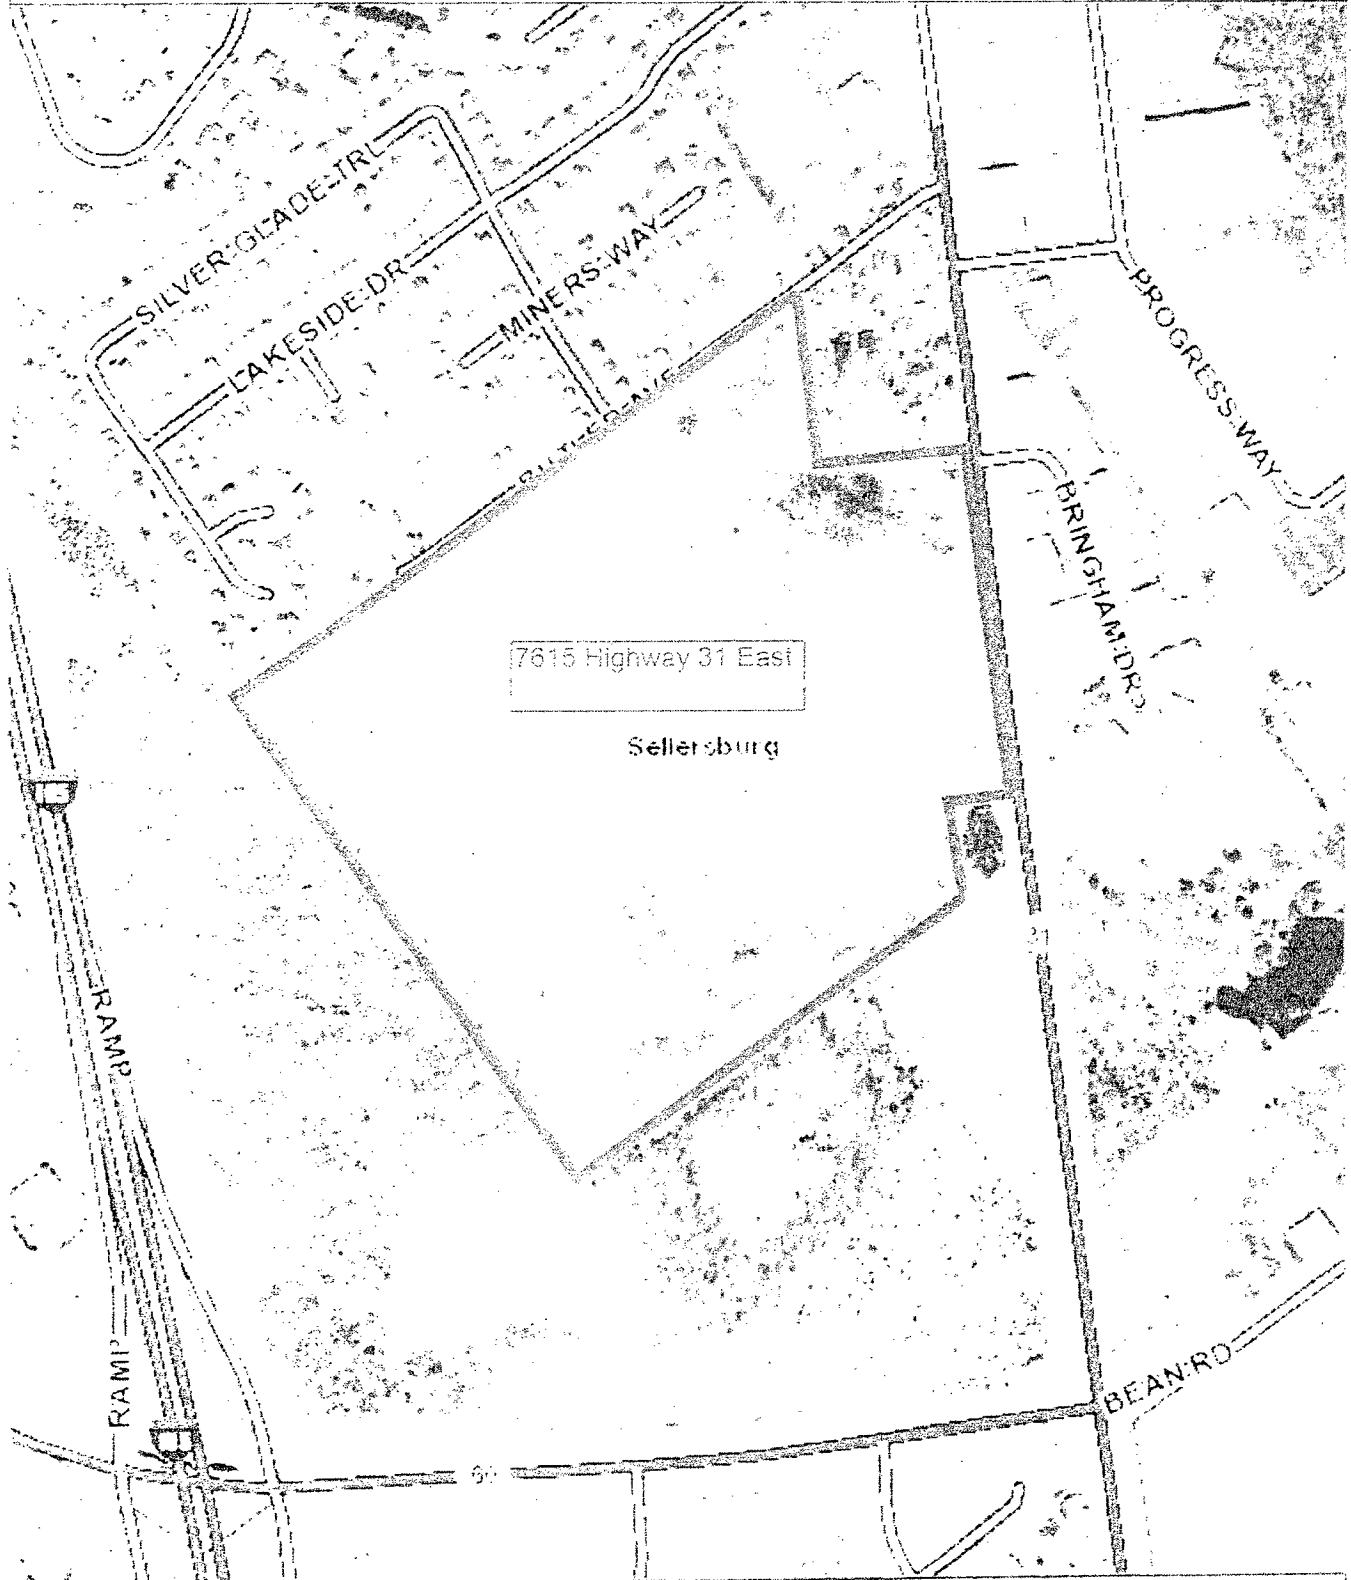 SILVER GLADE TRL
LAKESIDE DR
MINERS WAY
PROGRESS WAY
BRINGHAM DR
7615 Highway 31 East
Sellersburg
RAMP
RAMP
BEAN RD
60